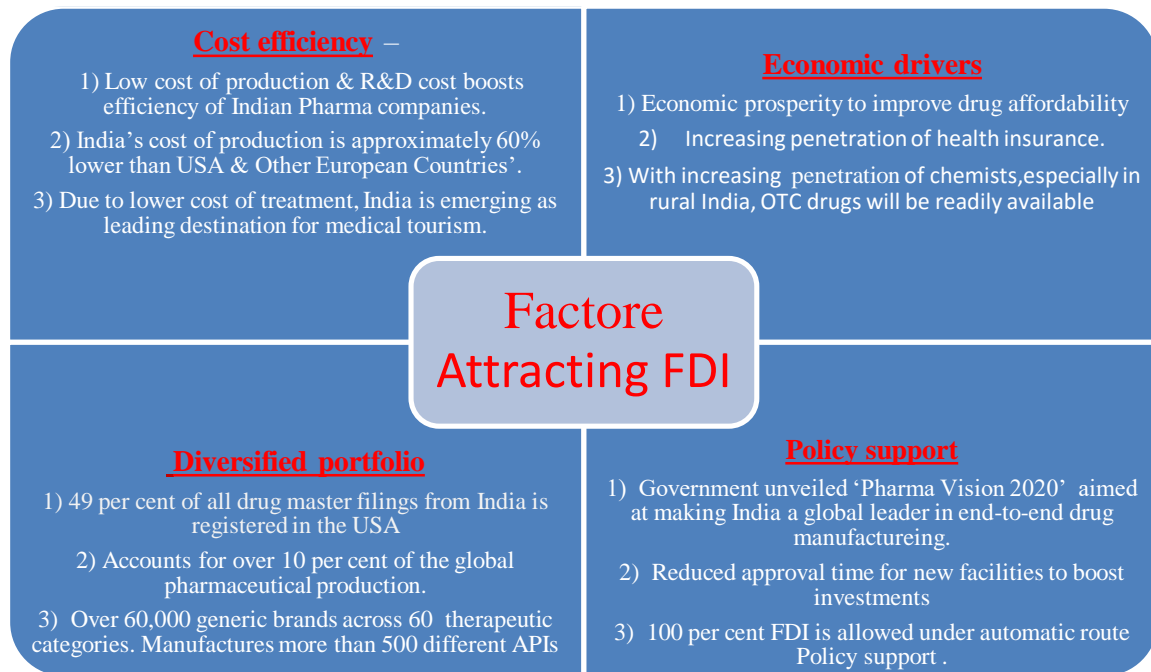 Cost efficiency –
1) Low cost of production & R&D cost boosts
efficiency of Indian Pharma companies.
2) India’s cost of production is approximately 60%
lower than USA & Other European Countries’.
3) Due to lower cost of treatment, India is emerging as
leading destination for medical tourism.
Economic drivers
1) Economic prosperity to improve drug affordability
2) Increasing penetration of health insurance.
3) With increasing penetration of chemists,especially in
rural India, OTC drugs will be readily available
Factore
Attracting FDI
Diversified portfolio
1) 49 per cent of all drug master filings from India is
registered in the USA
2) Accounts for over 10 per cent of the global
pharmaceutical production.
3) Over 60,000 generic brands across 60 therapeutic
categories. Manufactures more than 500 different APIs
Policy support
1) Government unveiled ‘Pharma Vision 2020’ aimed
at making India a global leader in end-to-end drug
manufactureing.
2) Reduced approval time for new facilities to boost
investments
3) 100 per cent FDI is allowed under automatic route
Policy support .